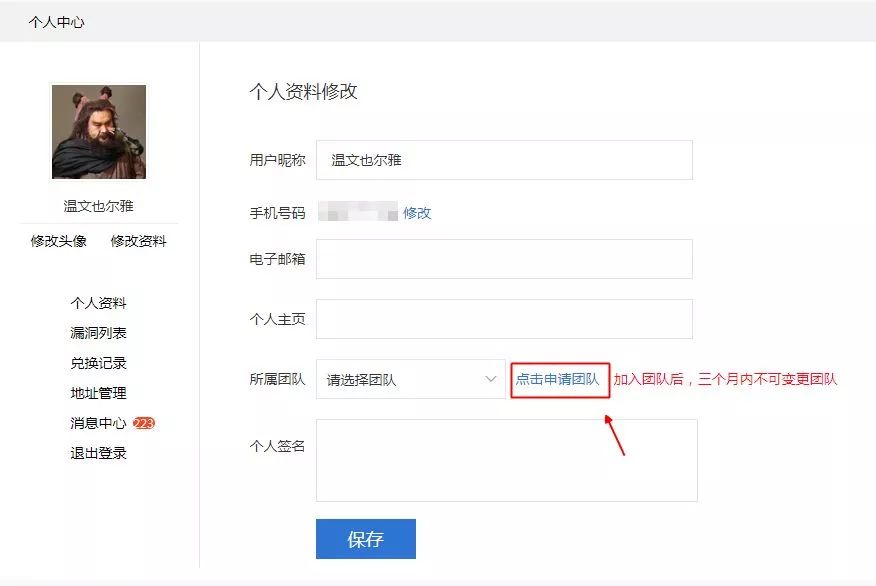 个人中心
温文也尔雅
修改头像 修改资料
个人资料
漏洞列表
兑换记录
地址管理
消息中心 223
退出登录
个人资料修改
用户昵称 温文也尔雅
手机号码 修改
电子邮箱
个人主页
所属团队 请选择团队 点击申请团队 加入团队后，三个月内不可变更团队
个人签名
保存